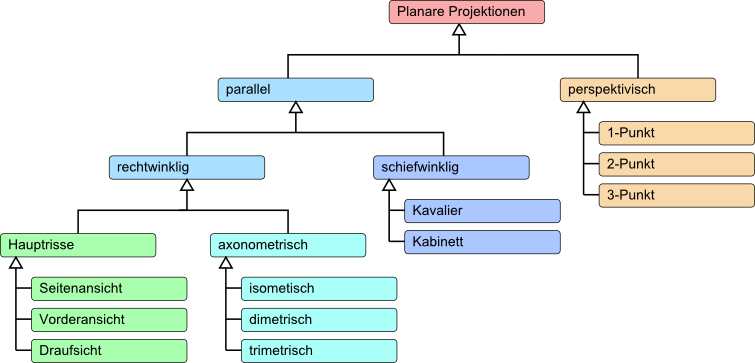 Planare Projektionen
parallel
perspektivisch
1-Punkt
2-Punkt
3-Punkt
rechtwinklig
schiefwinklig
Kavalier
Kabinett
Hauptrisse
axonometrisch
Seitenansicht
Vorderansicht
Draufsicht
isometisch
dimetrisch
trimetrisch